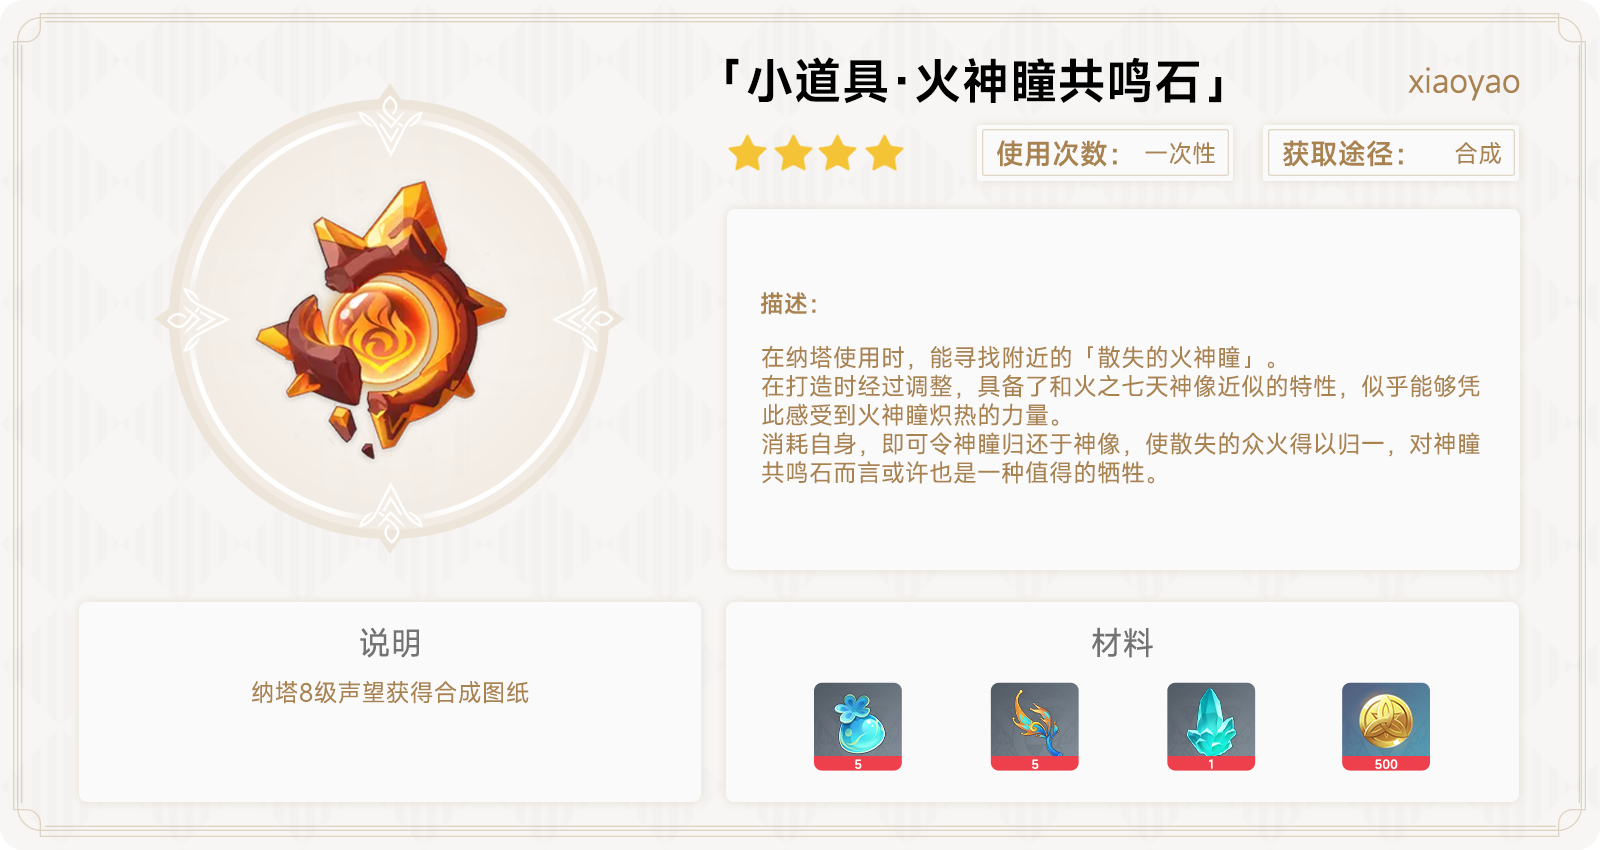 「小道具·火神瞳共鸣石」
xiaoyao
使用次数： 一次性
获取途径： 合成
描述：
在纳塔使用时，能寻找附近的「散失的火神瞳」。
在打造时经过调整，具备了和火之七天神像近似的特性，似乎能够凭
此感受到火神瞳炽热的力量。
消耗自身，即可令神瞳归还于神像，使散失的众火得以归一，对神瞳
共鸣石而言或许也是一种值得的牺牲。
说明
纳塔8级声望获得合成图纸
材料
5
5
1
500